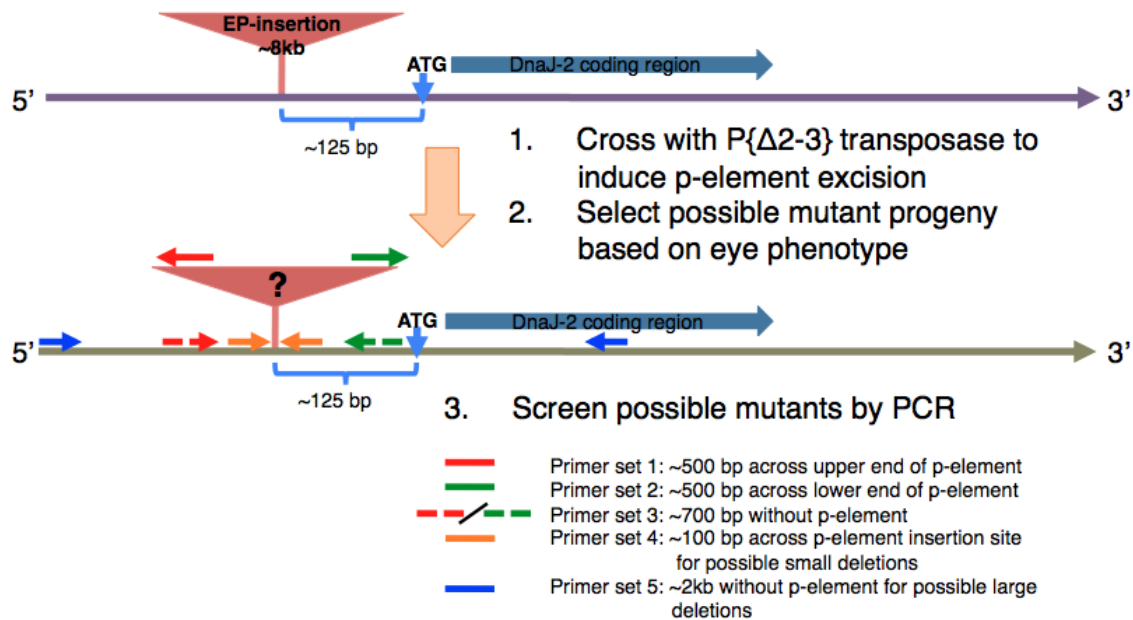 EP-insertion
~8kb
ATG
DnaJ-2 coding region
5’
3’
~125 bp
1. Cross with P{Δ2-3} transposase to
induce p-element excision
2. Select possible mutant progeny
based on eye phenotype
?
ATG
DnaJ-2 coding region
5’
3’
~125 bp
3. Screen possible mutants by PCR
Primer set 1: ~500 bp across upper end of p-element
Primer set 2: ~500 bp across lower end of p-element
Primer set 3: ~700 bp without p-element
Primer set 4: ~100 bp across p-element insertion site
for possible small deletions
Primer set 5: ~2kb without p-element for possible large
deletions